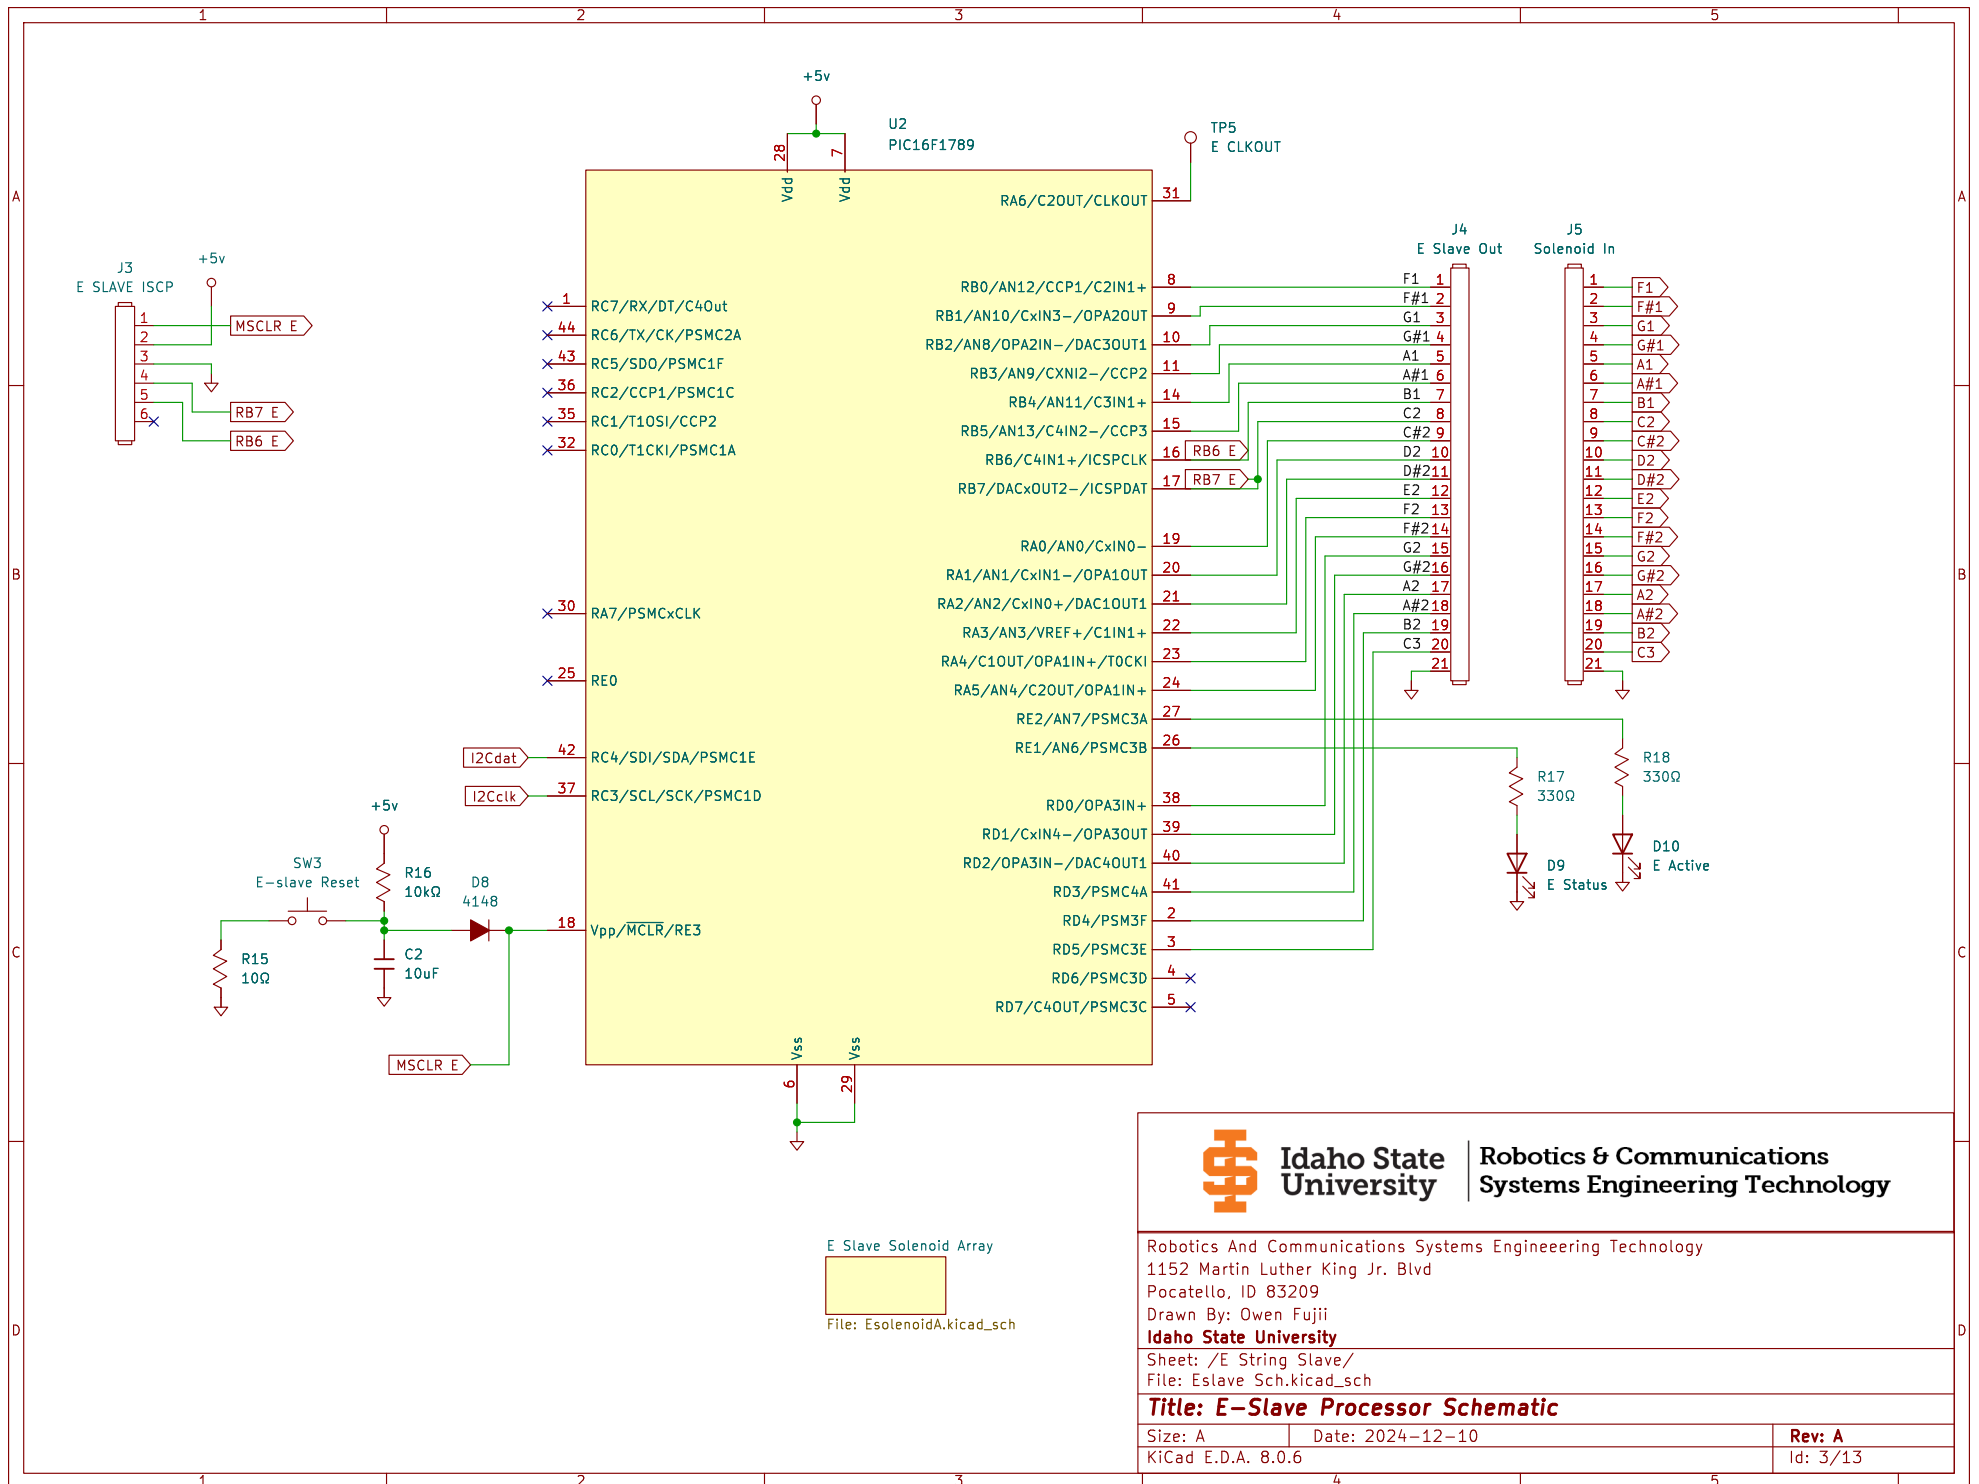 1 2 3 4 5
A
B
C
D
A
B
C
D
+5v
U2
PIC16F1789
28
7
Vdd
Vdd
TP5
E CLKOUT
RA6/C2OUT/CLKOUT 31
J3
E SLAVE ISCP
+5v
1
2
3
4
5
6
MSCLR E
RB7 E
RB6 E
1 RC7/RX/DT/C4Out
44 RC6/TX/CK/PSMC2A
43 RC5/SDO/PSMC1F
36 RC2/CCP1/PSMC1C
35 RC1/T1OSI/CCP2
32 RC0/T1CKI/PSMC1A
30 RA7/PSMCxCLK
25 RE0
I2Cdat 42 RC4/SDI/SDA/PSMC1E
I2Cclk 37 RC3/SCL/SCK/PSMC1D
18 Vpp/MCLR/RE3
RB0/AN12/CCP1/C2IN1+ 8
RB1/AN10/CxIN3-/OPA2OUT 9
RB2/AN8/OPA2IN-/DAC3OUT1 10
RB3/AN9/CXNI2-/CCP2 11
RB4/AN11/C3IN1+ 14
RB5/AN13/C4IN2-/CCP3 15
RB6/C4IN1+/ICSPCLK 16 RB6 E
RB7/DACxOUT2-/ICSPDAT 17 RB7 E
RA0/AN0/CxIN0- 19
RA1/AN1/CxIN1-/OPA1OUT 20
RA2/AN2/CxIN0+/DAC1OUT1 21
RA3/AN3/VREF+/C1IN1+ 22
RA4/C1OUT/OPA1IN+/T0CKI 23
RA5/AN4/C2OUT/OPA1IN+ 24
RE2/AN7/PSMC3A 27
RE1/AN6/PSMC3B 26
RD0/OPA3IN+ 38
RD1/CxIN4-/OPA3OUT 39
RD2/OPA3IN-/DAC4OUT1 40
RD3/PSMC4A 41
RD4/PSM3F 2
RD5/PSMC3E 3
RD6/PSMC3D 4
RD7/C4OUT/PSMC3C 5
J4
E Slave Out
F1 1
F#1 2
G1 3
G#1 4
A1 5
A#1 6
B1 7
C2 8
C#2 9
D2 10
D#2 11
E2 12
F2 13
F#2 14
G2 15
G#2 16
A2 17
A#2 18
B2 19
C3 20
21
J5
Solenoid In
1 F1
2 F#1
3 G1
4 G#1
5 A1
6 A#1
7 B1
8 C2
9 C#2
10 D2
11 D#2
12 E2
13 F2
14 F#2
15 G2
16 G#2
17 A2
18 A#2
19 B2
20 C3
21
R18
330Ω
R17
330Ω
D10
E Active
D9
E Status
+5v
SW3
E-slave Reset
R16
10kΩ
D8
4148
R15
10Ω
C2
10uF
MSCLR E
Vss
Vss
6
29
E Slave Solenoid Array
File: EsolenoidA.kicad_sch
Idaho State
University
Robotics & Communications
Systems Engineering Technology
Robotics And Communications Systems Engineeering Technology
1152 Martin Luther King Jr. Blvd
Pocatello, ID 83209
Drawn By: Owen Fujii
Idaho State University
Sheet: /E String Slave/
File: Eslave Sch.kicad_sch
Title: E-Slave Processor Schematic
Size: A Date: 2024-12-10 Rev: A
KiCad E.D.A. 8.0.6 Id: 3/13
1 2 3 4 5